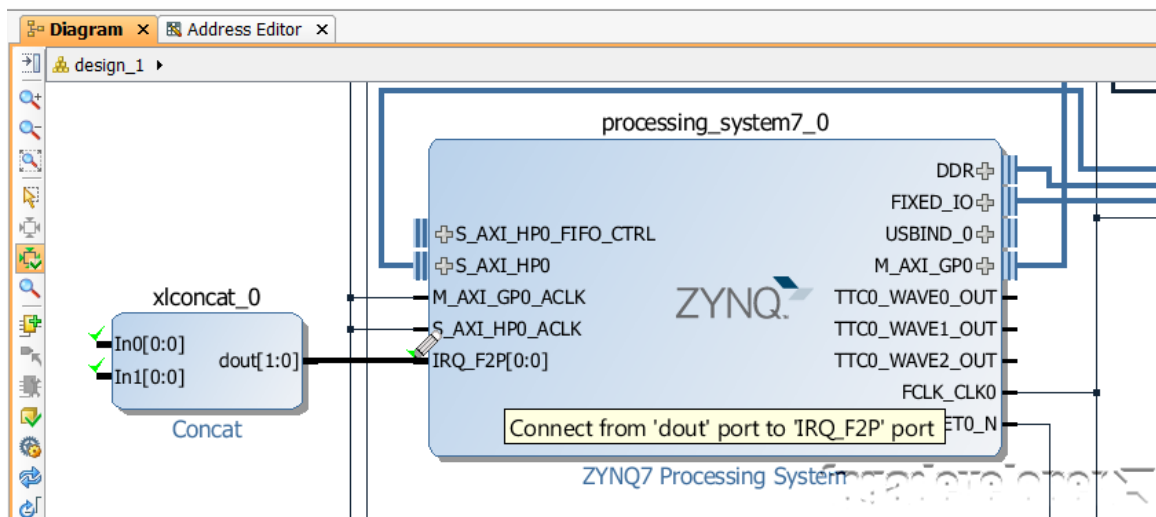 Diagram × Address Editor ×
design_1
processing_system7_0
DDR
FIXED_IO
S_AXI_HP0_FIFO_CTRL USBIND_0
S_AXI_HP0 M_AXI_GP0
xlconcat_0
M_AXI_GP0_ACLK ZYNQ TTC0_WAVE0_OUT
S_AXI_HP0_ACLK TTC0_WAVE1_OUT
In0[0:0] dout[1:0] IRQ_F2P[0:0] TTC0_WAVE2_OUT
In1[0:0] FCLK_CLK0
Concat Connect from 'dout' port to 'IRQ_F2P' port ET0_N
ZYNQ7 Processing System
fpgadeveloper